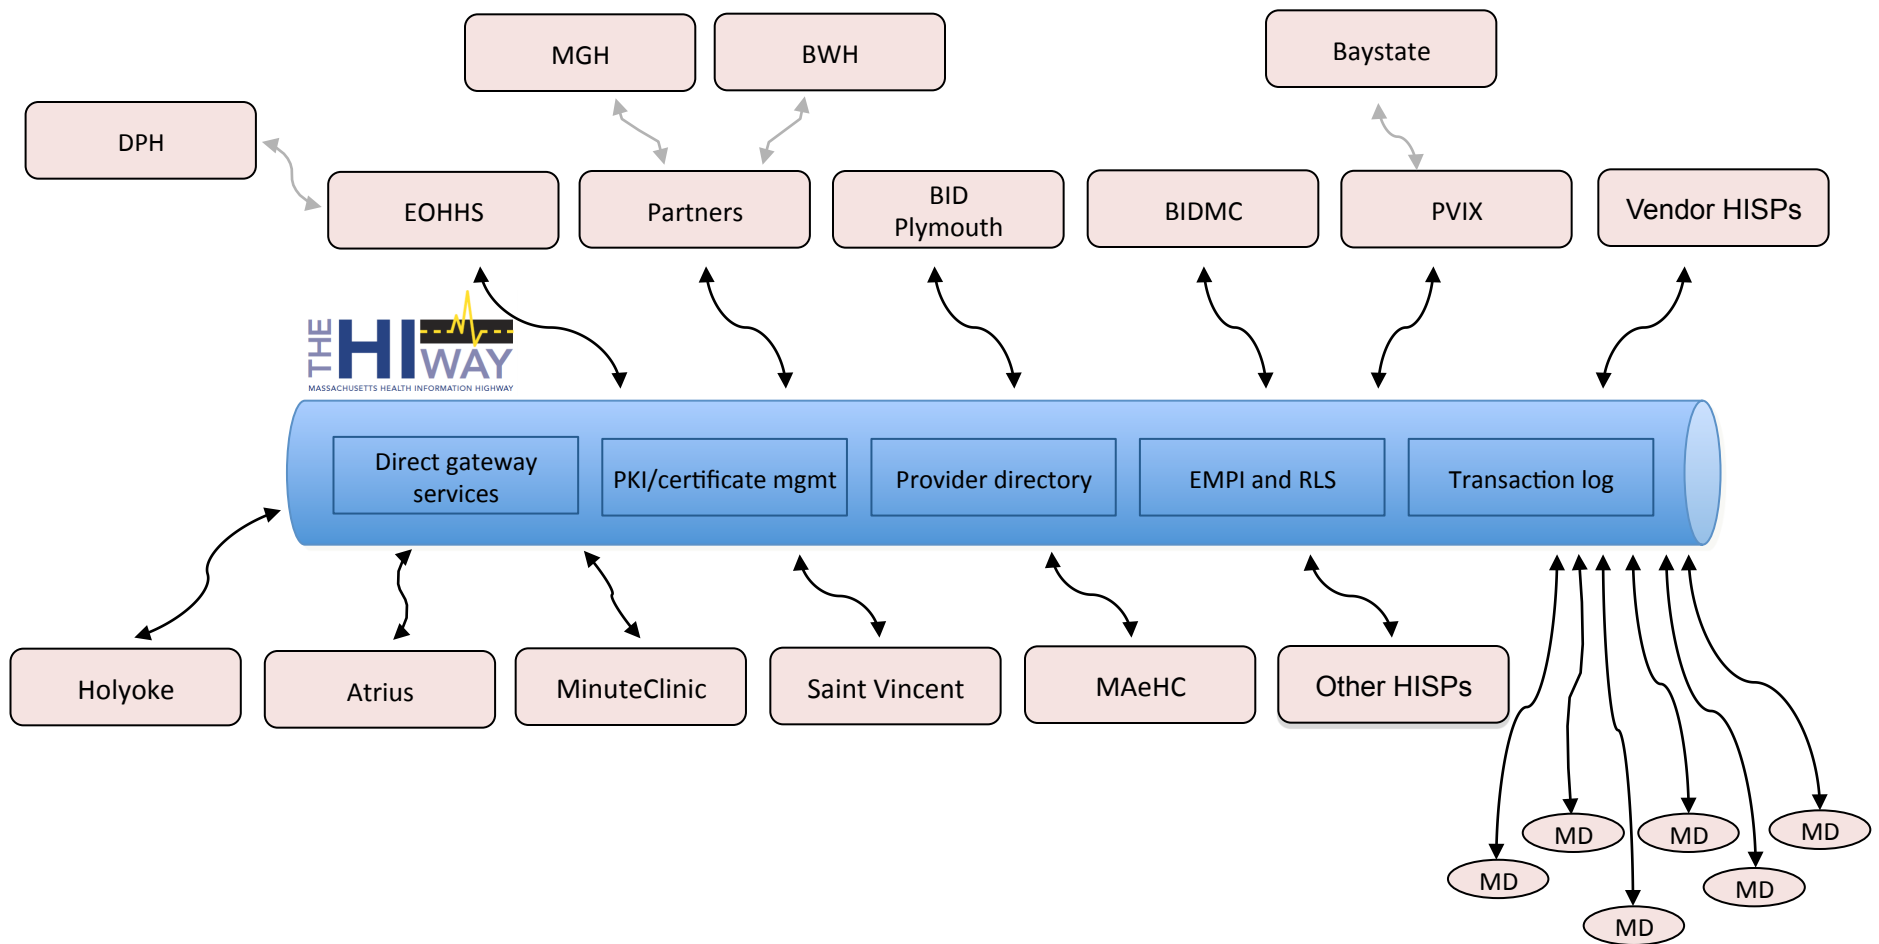 MGH
BWH
Baystate
DPH
EOHHS
Partners
BID
Plymouth
BIDMC
PVIX
Vendor HISPs
THE
HI
WAY
MASSACHUSETTS HEALTH INFORMATION HIGHWAY
Direct gateway
services
PKI/certificate mgmt
Provider directory
EMPI and RLS
Transaction log
Holyoke
Atrius
MinuteClinic
Saint Vincent
MAeHC
Other HISPs
MD
MD
MD
MD
MD
MD